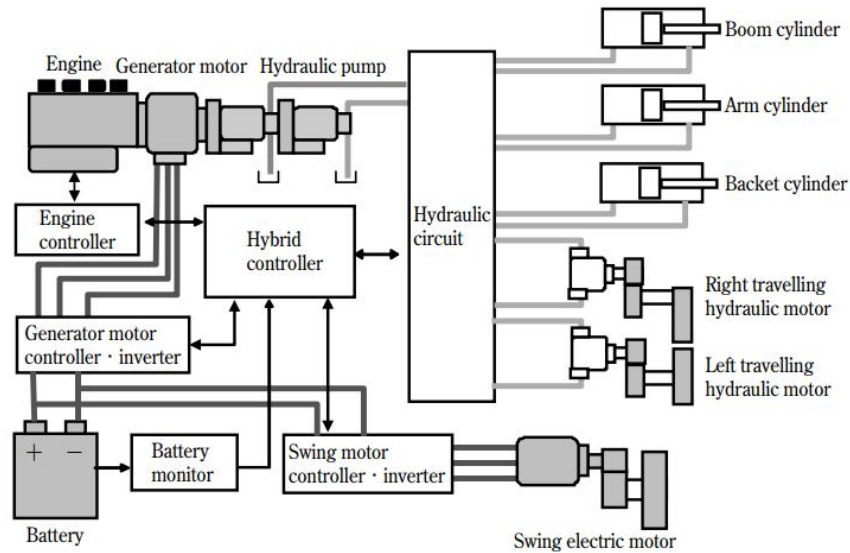 Boom cylinder
Engine
Generator motor
Hydraulic pump
Arm cylinder
Backet cylinder
Engine
controller
Hybrid
controller
Hydraulic
circuit
Right travelling
hydraulic motor
Generator motor
controller · inverter
Left travelling
hydraulic motor
+ −
Battery
monitor
Swing motor
controller · inverter
Battery
Swing electric motor